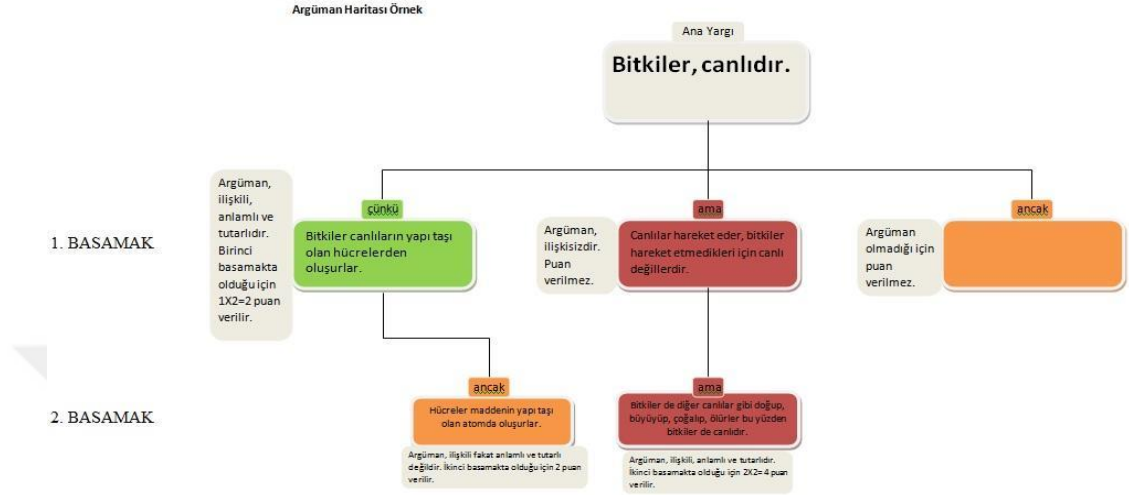 Argüman Haritası Örnek
Ana Yargı
Bitkiler, canlıdır.
1. BASAMAK
Argüman,
ilişkili,
anlamlı ve
tutarlıdır.
Birinci
basamakta
olduğu için
1X2=2 puan
verilir.
çünkü
Bitkiler canlıların yapı taşı
olan hücrelerden
oluşurlar.
Argüman,
ilişkisizdir.
Puan
verilmez.
ama
Canlılar hareket eder, bitkiler
hareket etmedikleri için canlı
değillerdir.
Argüman
olmadığı için
puan
verilmez.
ancak
2. BASAMAK
ancak
Hücreler maddenin yapı taşı
olan atomda oluşurlar.
Argüman, ilişkili fakat anlamlı ve tutarlı
değildir. İkinci basamakta olduğu için 2 puan
verilir.
ama
Bitkiler de diğer canlılar gibi doğup,
büyüyüp, çoğalıp, ölürler bu yüzden
bitkiler de canlıdır.
Argüman, ilişkili, anlamlı ve tutarlıdır.
İkinci basamakta olduğu için 2X2= 4 puan
verilir.